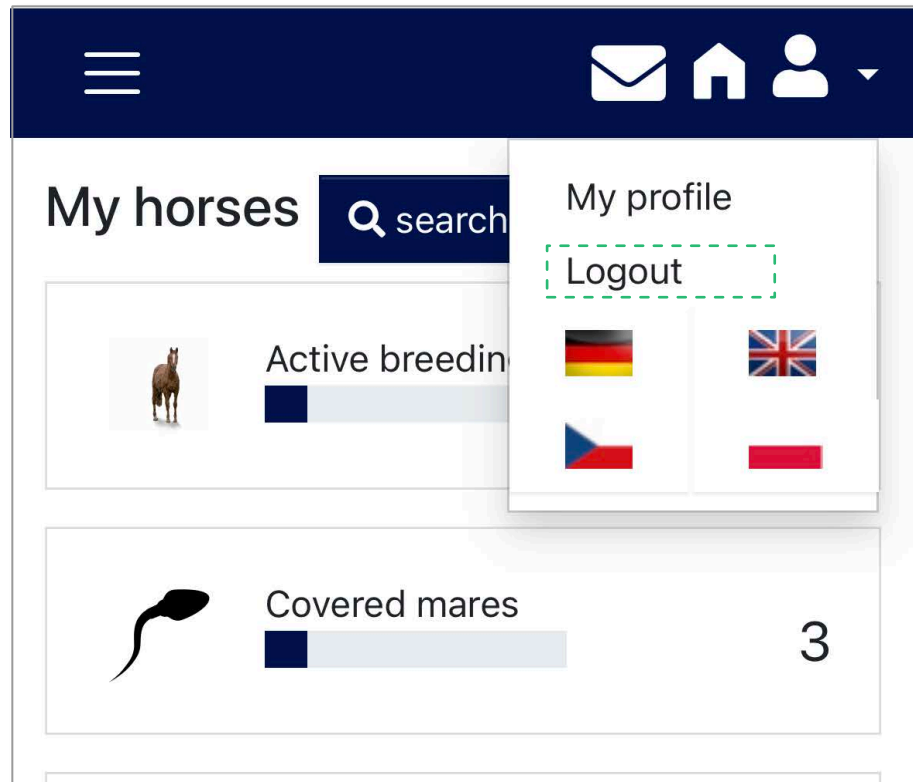 My horses
search
My profile
Logout
Active breedin
Covered mares
3